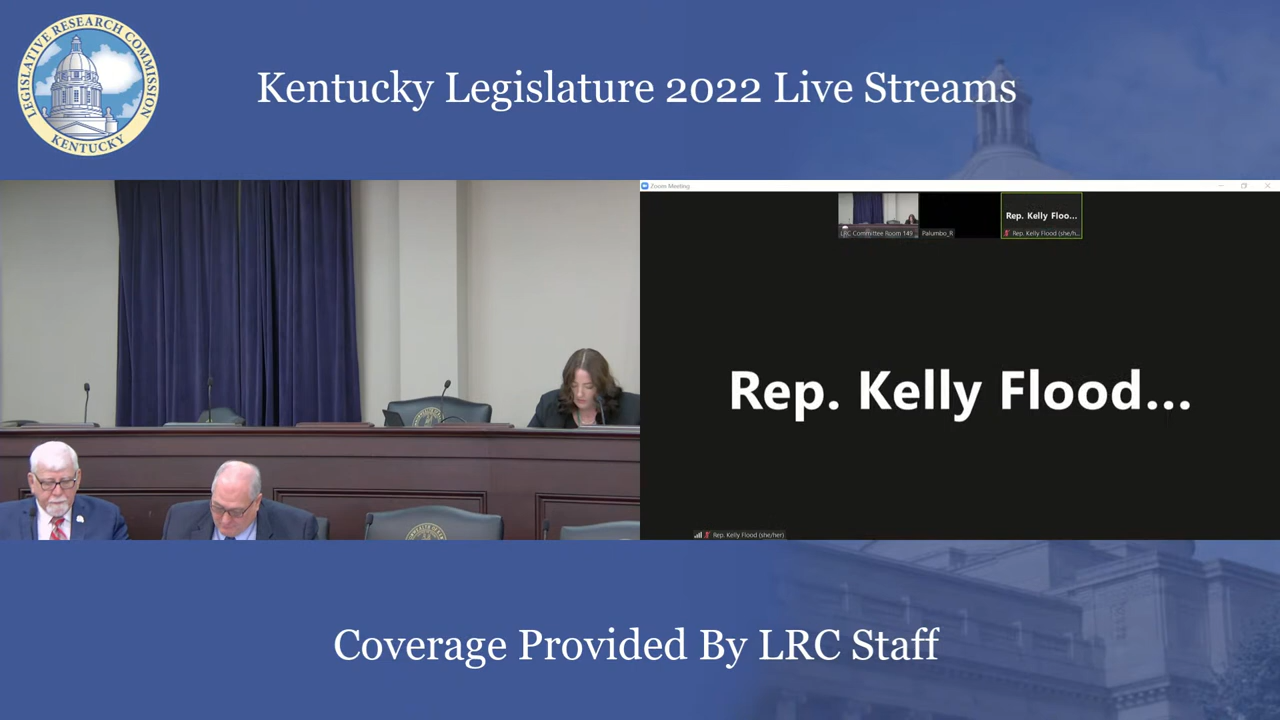 LEGISLATIVE RESEARCH COMMISSION
KENTUCKY
Kentucky Legislature 2022 Live Streams
Zoom Meeting
Rep. Kelly Floo...
LRC Committee Room 149
Palumbo_R
Rep. Kelly Flood (she/h...
Rep. Kelly Flood...
Rep. Kelly Flood (she/her)
Coverage Provided By LRC Staff